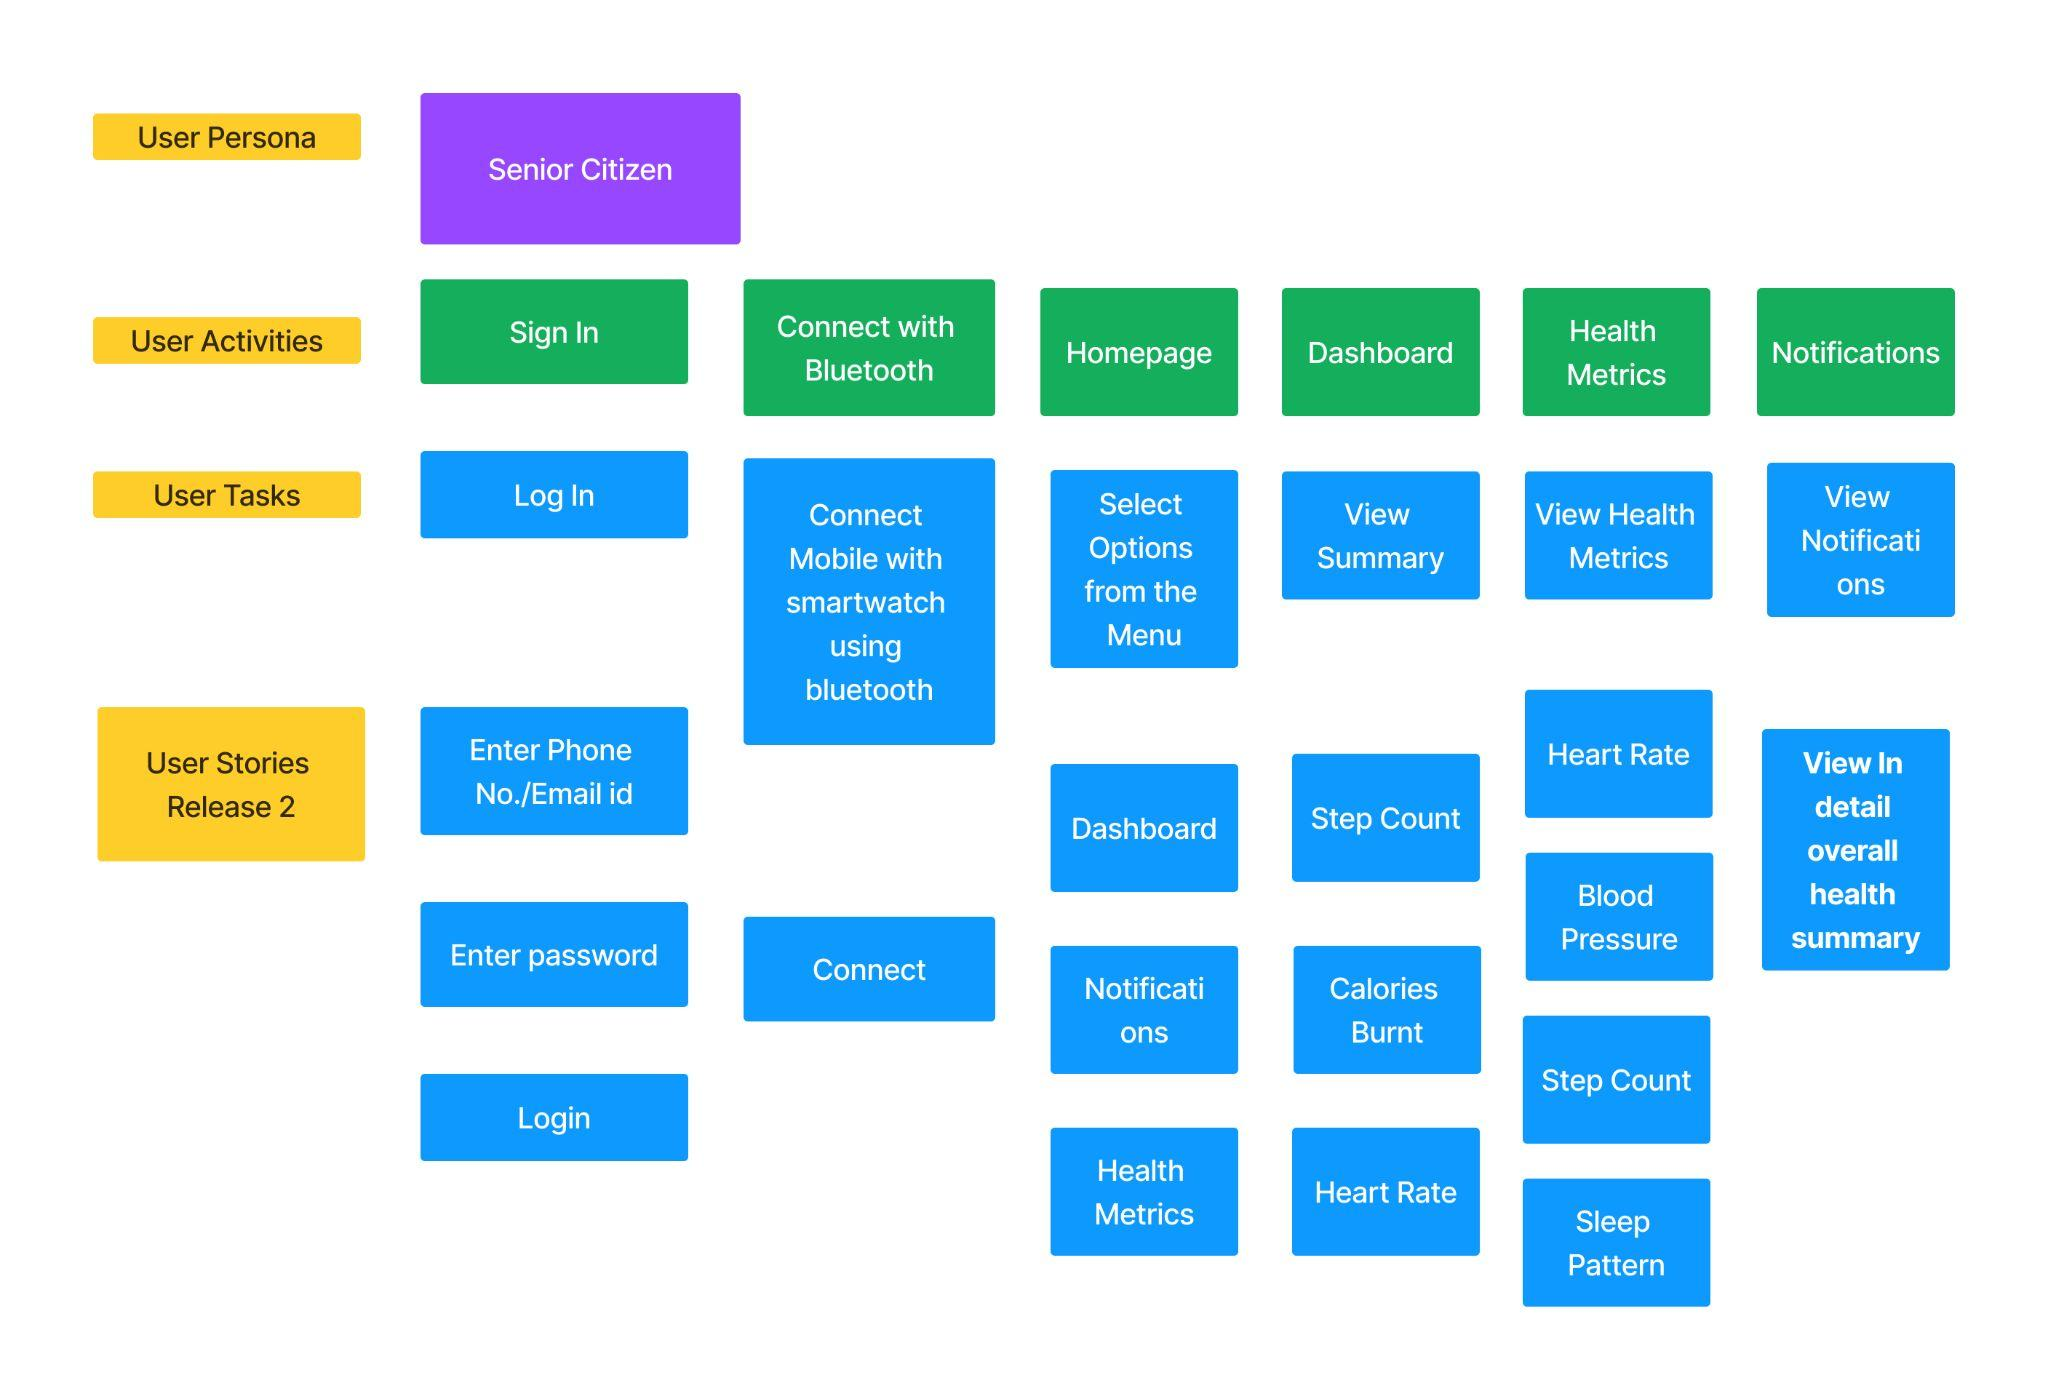 User Persona
Senior Citizen
User Activities
Sign In
Connect with
Bluetooth
Homepage
Dashboard
Health
Metrics
Notifications
User Tasks
Log In
Connect
Mobile with
smartwatch
using
bluetooth
Select
Options
from the
Menu
View
Summary
View Health
Metrics
View
Notificati
ons
User Stories
Release 2
Enter Phone
No./Email id
Enter password
Login
Connect
Dashboard
Notificati
ons
Health
Metrics
Step Count
Calories
Burnt
Heart Rate
Heart Rate
Blood
Pressure
Step Count
Sleep
Pattern
View In
detail
overall
health
summary